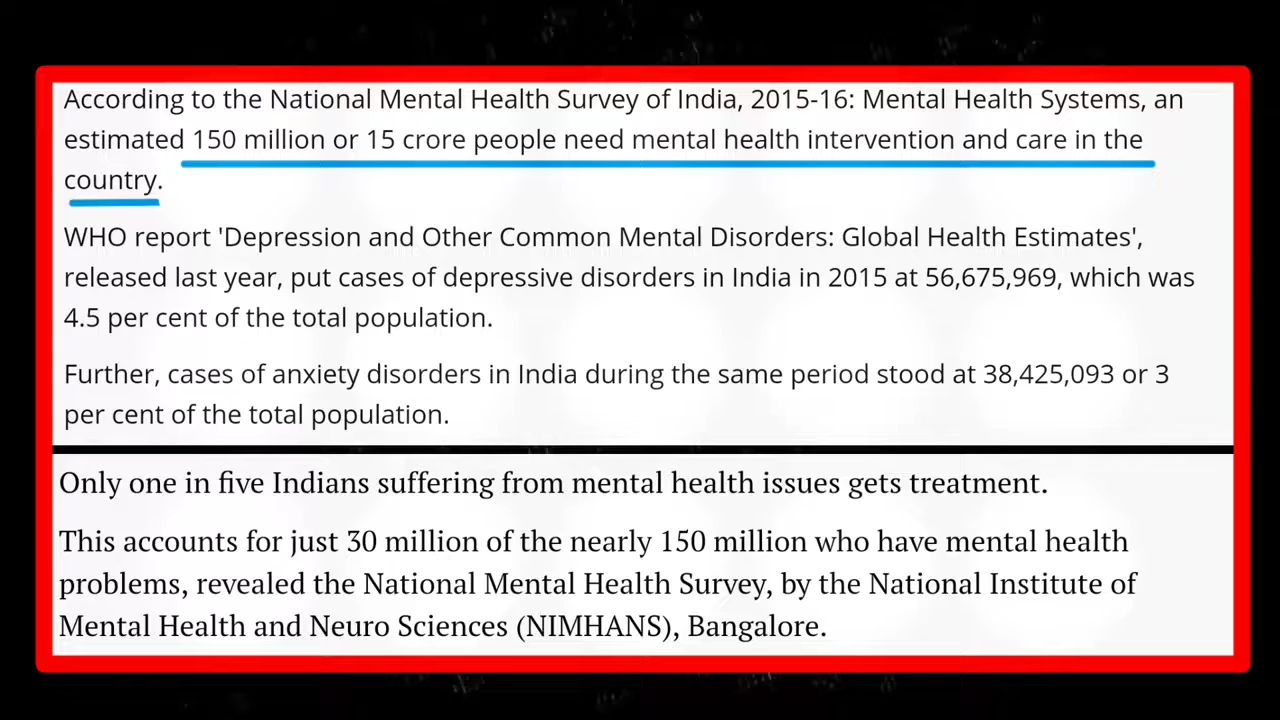 According to the National Mental Health Survey of India, 2015-16: Mental Health Systems, an
estimated 150 million or 15 crore people need mental health intervention and care in the
country.
WHO report 'Depression and Other Common Mental Disorders: Global Health Estimates',
released last year, put cases of depressive disorders in India in 2015 at 56,675,969, which was
4.5 per cent of the total population.
Further, cases of anxiety disorders in India during the same period stood at 38,425,093 or 3
per cent of the total population.
Only one in five Indians suffering from mental health issues gets treatment.
This accounts for just 30 million of the nearly 150 million who have mental health
problems, revealed the National Mental Health Survey, by the National Institute of
Mental Health and Neuro Sciences (NIMHANS), Bangalore.